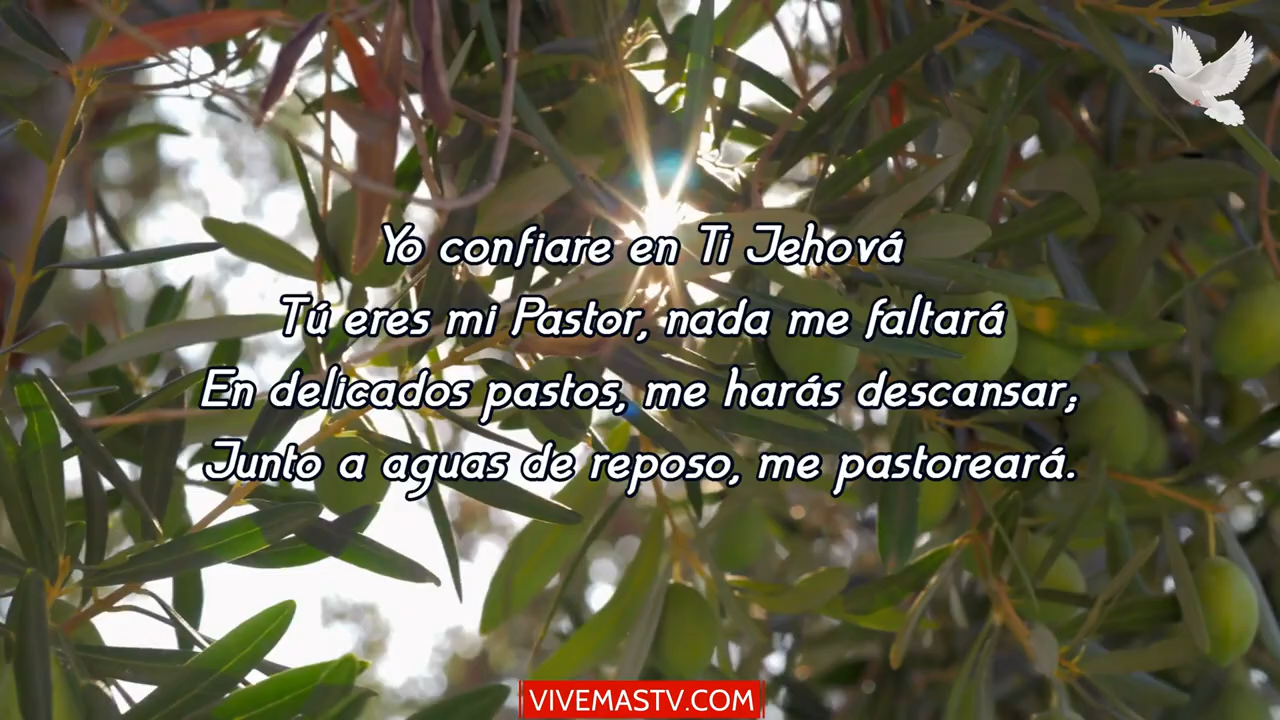 Yo confiare en Ti Jehová
Tú eres mi Pastor, nada me faltará
En delicados pastos, me harás descansar;
Junto a aguas de reposo, me pastoreará.
VIVEMASTV.COM